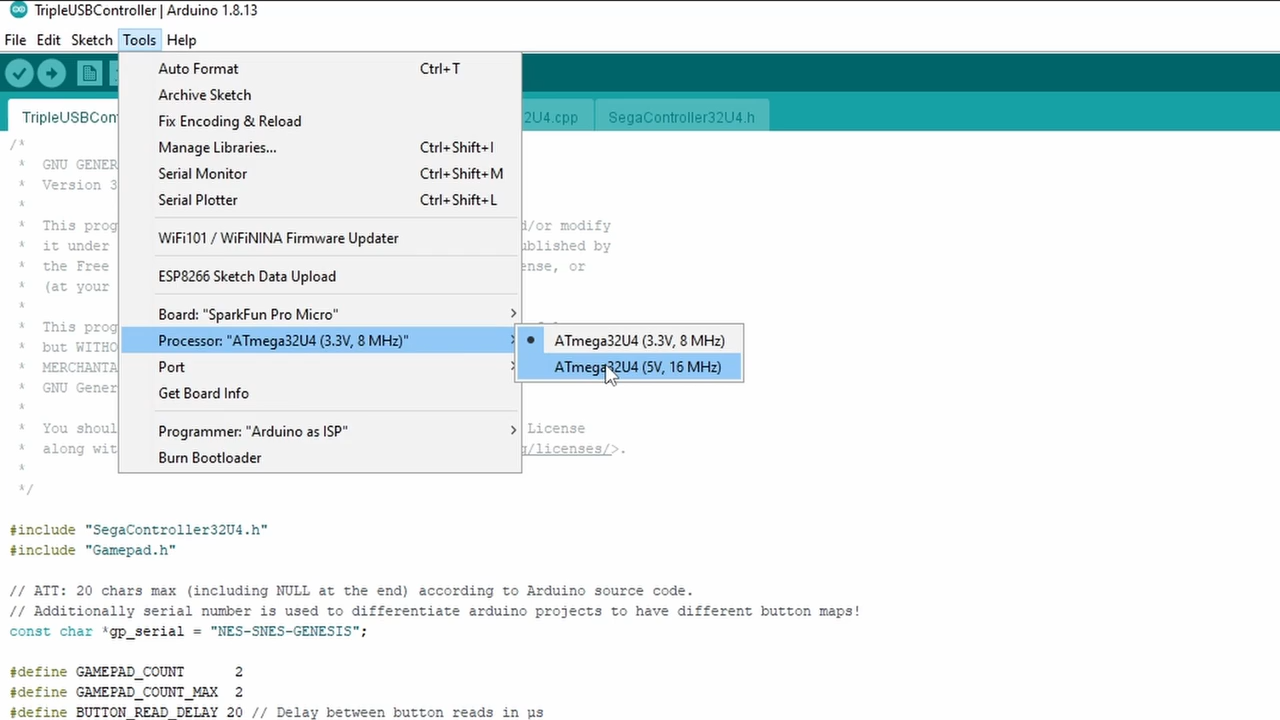 TripleUSBController | Arduino 1.8.13
File Edit Sketch Tools Help
Auto Format Ctrl+T
Archive Sketch
Fix Encoding & Reload
Manage Libraries... Ctrl+Shift+I
Serial Monitor Ctrl+Shift+M
Serial Plotter Ctrl+Shift+L
WiFi101 / WiFiNINA Firmware Updater
ESP8266 Sketch Data Upload
Board: "SparkFun Pro Micro"
Processor: "ATmega32U4 (3.3V, 8 MHz)"
Port
Get Board Info
Programmer: "Arduino as ISP"
Burn Bootloader
ATmega32U4 (3.3V, 8 MHz)
ATmega32U4 (5V, 16 MHz)
TripleUSBCon 2U4.cpp SegaController32U4.h
/*
* GNU GENER
* Version 3
*
* This prog d/or modify
* it under ublished by
* the Free ense, or
* (at your
*
* This prog
* but WITHO
* MERCHANTA
* GNU Gener
*
* You shoul License
* along wit g/licenses/>.
*
*/
#include "SegaController32U4.h"
#include "Gamepad.h"
// ATT: 20 chars max (including NULL at the end) according to Arduino source code.
// Additionally serial number is used to differentiate arduino projects to have different button maps!
const char *gp_serial = "NES-SNES-GENESIS";
#define GAMEPAD_COUNT 2
#define GAMEPAD_COUNT_MAX 2
#define BUTTON_READ_DELAY 20 // Delay between button reads in µs